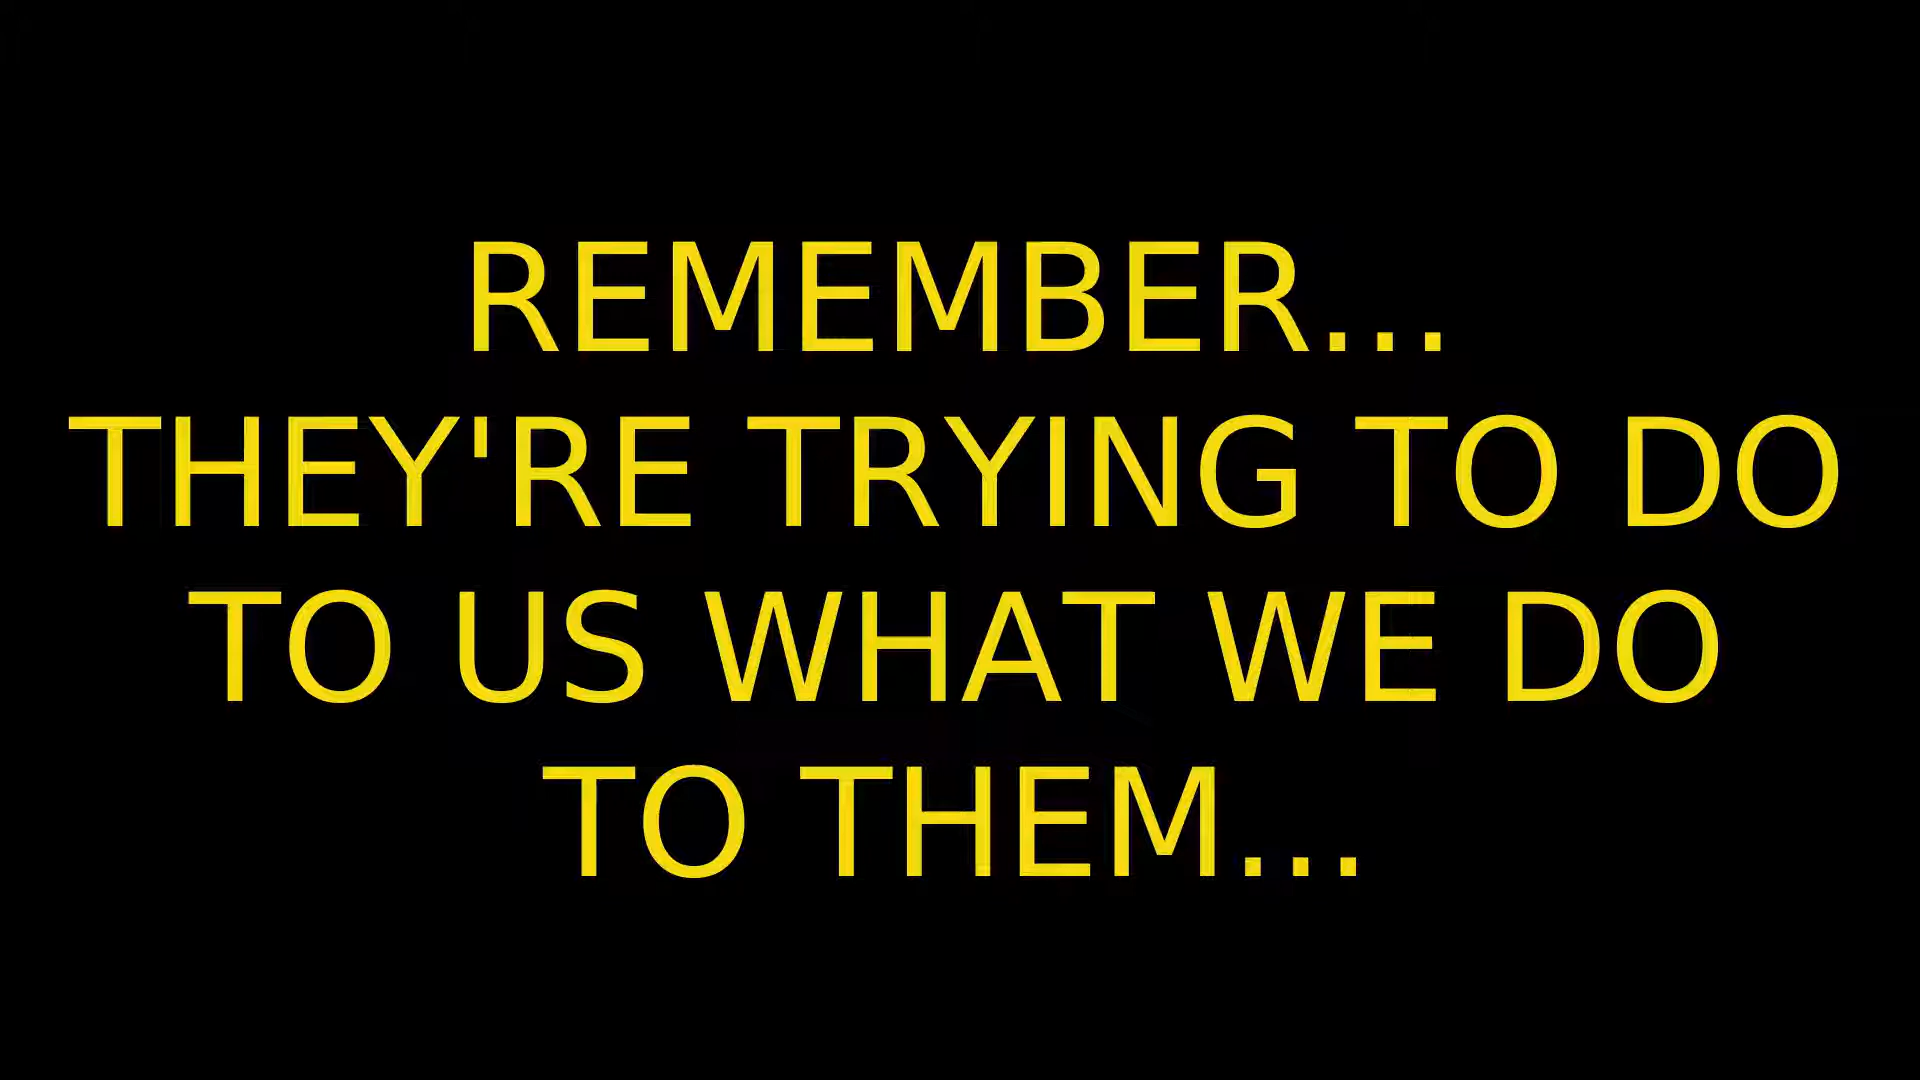 REMEMBER...
THEY'RE TRYING TO DO
TO US WHAT WE DO
TO THEM...